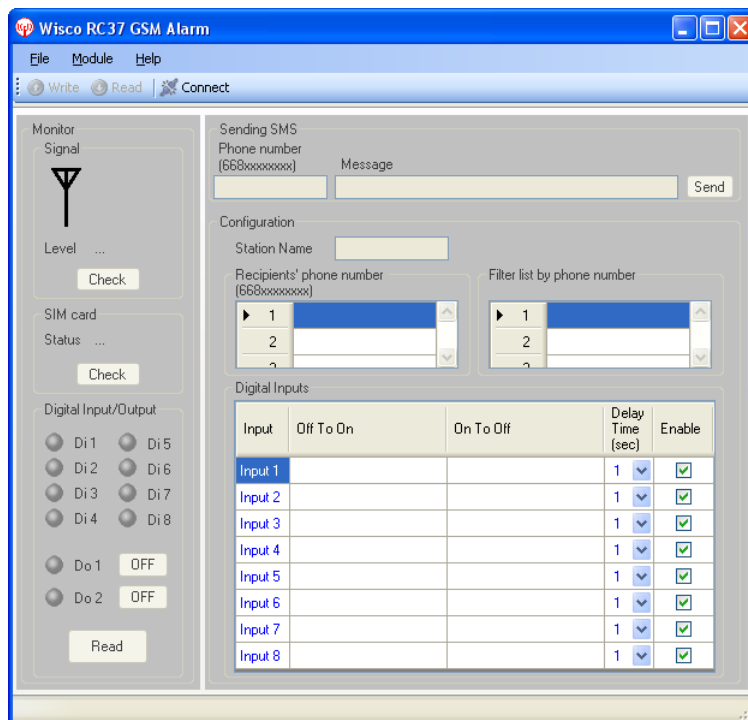 Wisco RC37 GSM Alarm
File Module Help
Write Read Connect
Monitor
Signal
Level ...
Check
SIM card
Status ...
Check
Digital Input/Output
Di 1 Di 5
Di 2 Di 6
Di 3 Di 7
Di 4 Di 8
Do 1 OFF
Do 2 OFF
Read
Sending SMS
Phone number
(668xxxxxxxx) Message
Send
Configuration
Station Name
Recipients' phone number
(668xxxxxxxx)
1
2
Filter list by phone number
1
2
Digital Inputs
Input Off To On On To Off Delay Time (sec) Enable
Input 1 1
Input 2 1
Input 3 1
Input 4 1
Input 5 1
Input 6 1
Input 7 1
Input 8 1